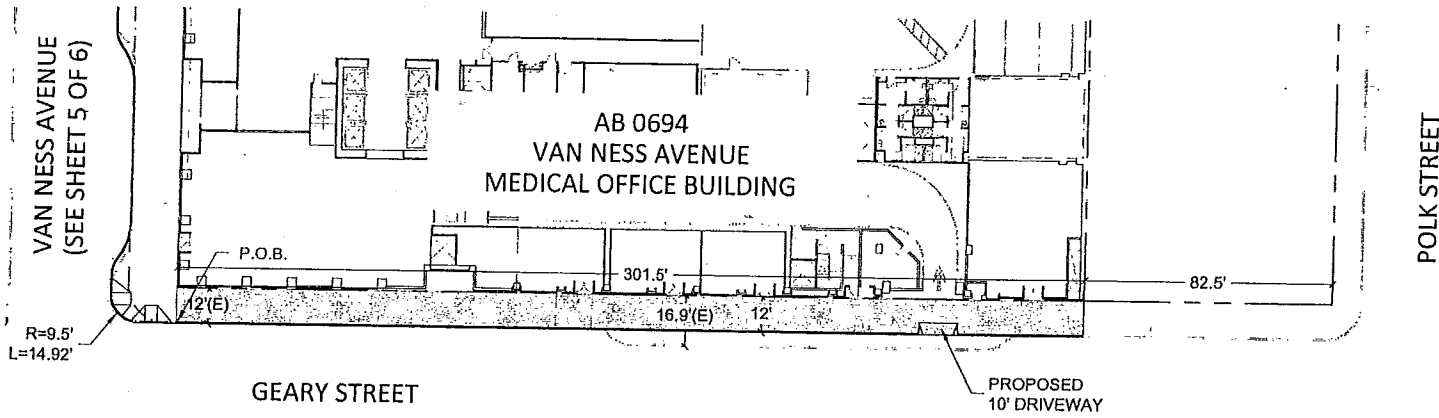 VAN NESS AVENUE
(SEE SHEET 5 OF 6)
AB 0694
VAN NESS AVENUE
MEDICAL OFFICE BUILDING
POLK STREET
P.O.B.
301.5'
82.5'
12'(E)
16.9'(E)
12'
R=9.5'
L=14.92'
GEARY STREET
PROPOSED
10' DRIVEWAY